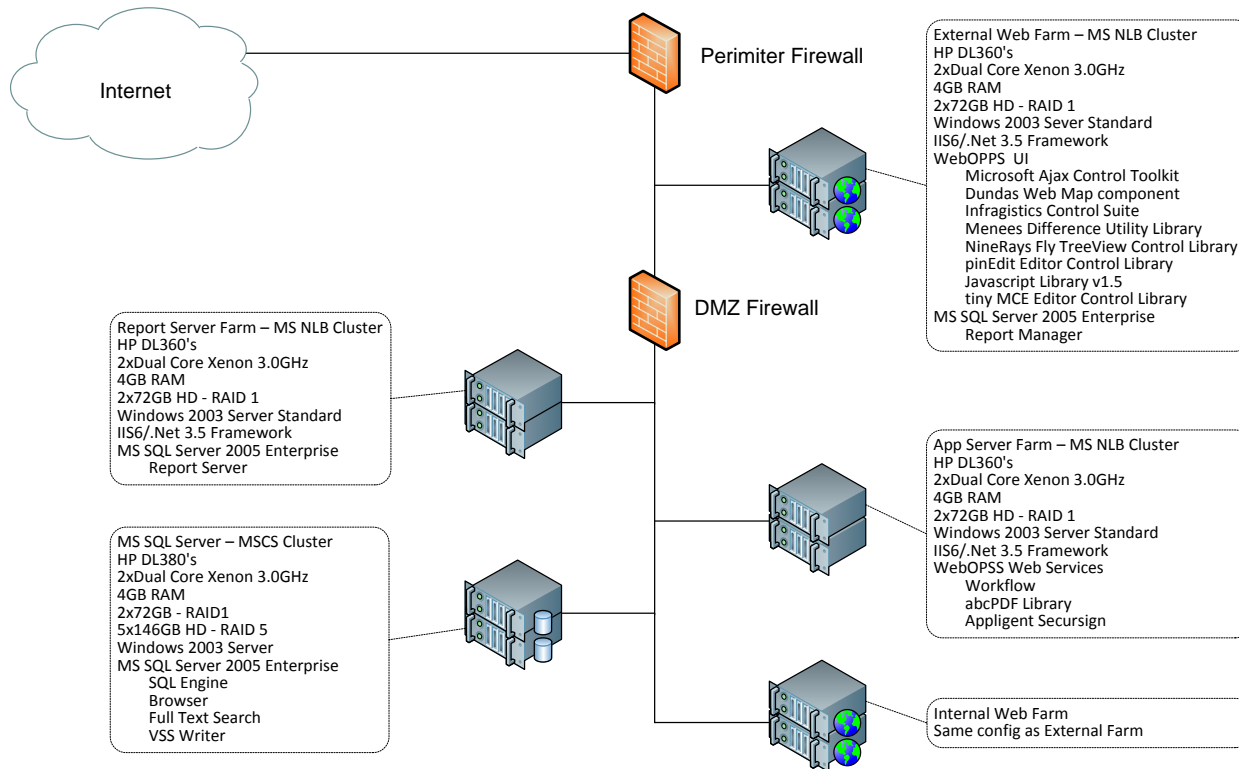 Internet
Perimiter Firewall
External Web Farm – MS NLB Cluster
HP DL360's
2xDual Core Xenon 3.0GHz
4GB RAM
2x72GB HD - RAID 1
Windows 2003 Sever Standard
IIS6/.Net 3.5 Framework
WebOPPS  UI
Microsoft Ajax Control Toolkit
Dundas Web Map component
Infragistics Control Suite
Menees Difference Utility Library
NineRays Fly TreeView Control Library
pinEdit Editor Control Library
Javascript Library v1.5
tiny MCE Editor Control Library
MS SQL Server 2005 Enterprise
Report Manager
DMZ Firewall
Report Server Farm – MS NLB Cluster
HP DL360's
2xDual Core Xenon 3.0GHz
4GB RAM
2x72GB HD - RAID 1
Windows 2003 Server Standard
IIS6/.Net 3.5 Framework
MS SQL Server 2005 Enterprise
Report Server
App Server Farm – MS NLB Cluster
HP DL360's
2xDual Core Xenon 3.0GHz
4GB RAM
2x72GB HD - RAID 1
Windows 2003 Server Standard
IIS6/.Net 3.5 Framework
WebOPSS Web Services
Workflow
abcPDF Library
Appligent Secursign
MS SQL Server – MSCS Cluster
HP DL380's
2xDual Core Xenon 3.0GHz
4GB RAM
2x72GB - RAID1
5x146GB HD - RAID 5
Windows 2003 Server
MS SQL Server 2005 Enterprise
SQL Engine
Browser
Full Text Search
VSS Writer
Internal Web Farm
Same config as External Farm